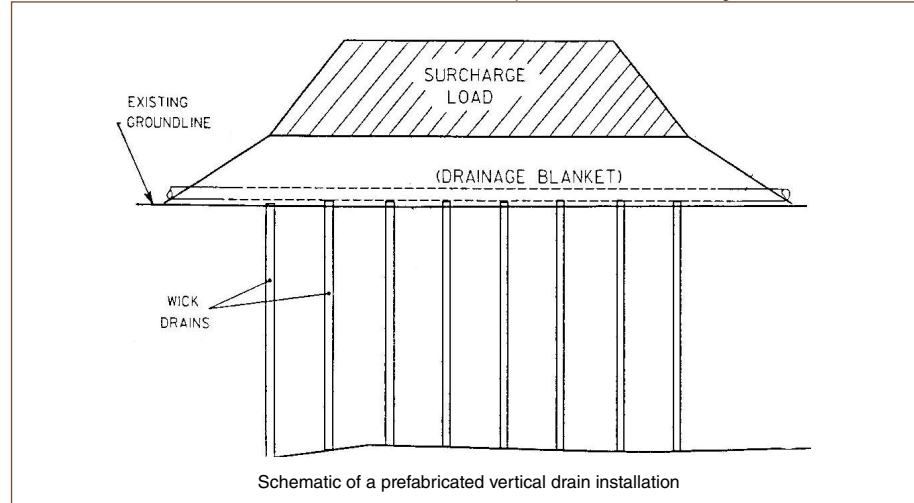 SURCHARGE
LOAD
EXISTING
GROUNDLINE
(DRAINAGE BLANKET)
WICK
DRAINS
Schematic of a prefabricated vertical drain installation